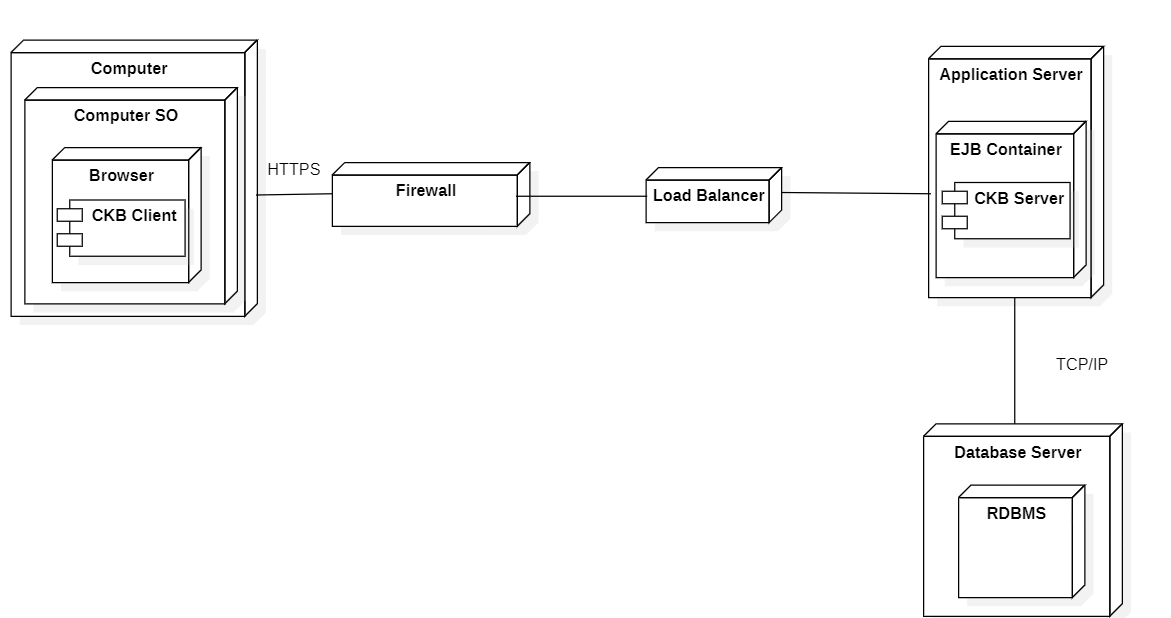 Computer
Computer SO
Browser
CKB Client
HTTPS
Firewall
Load Balancer
Application Server
EJB Container
CKB Server
TCP/IP
Database Server
RDBMS